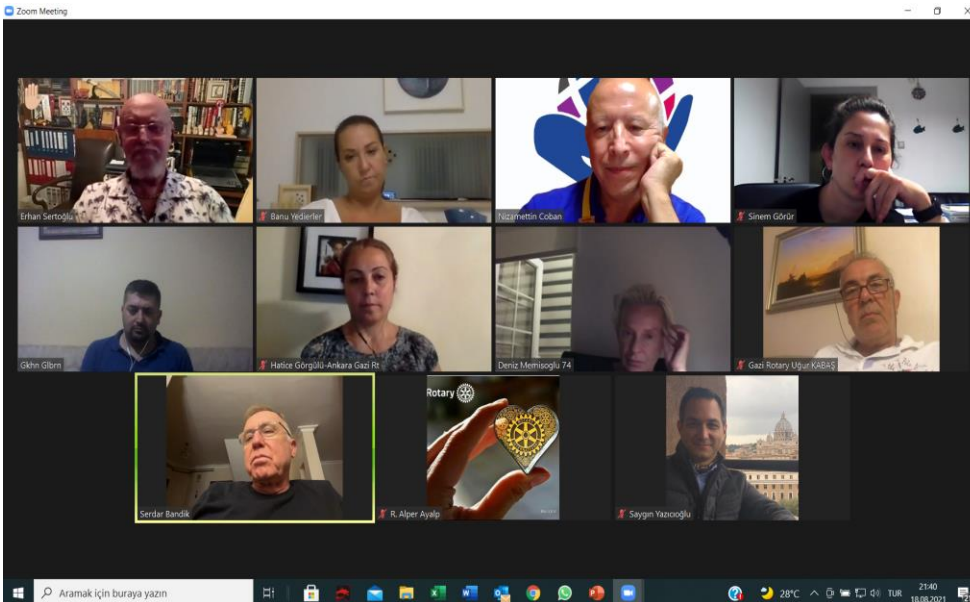 Zoom Meeting
Erhan Sertoğlu
Banu Yedierler
Nizamettin Coban
Sinem Görür
Gkhn Glbrn
Hatice Görgülü-Ankara Gazi Rt
Deniz Memisoglu 74
Gazi Rotary Uğur KABAŞ
Rotary
Serdar Bandik
R. Alper Ayalp
Saygın Yazıcıoğlu
Aramak için buraya yazın
28°C
TUR
21:40
18.08.2021